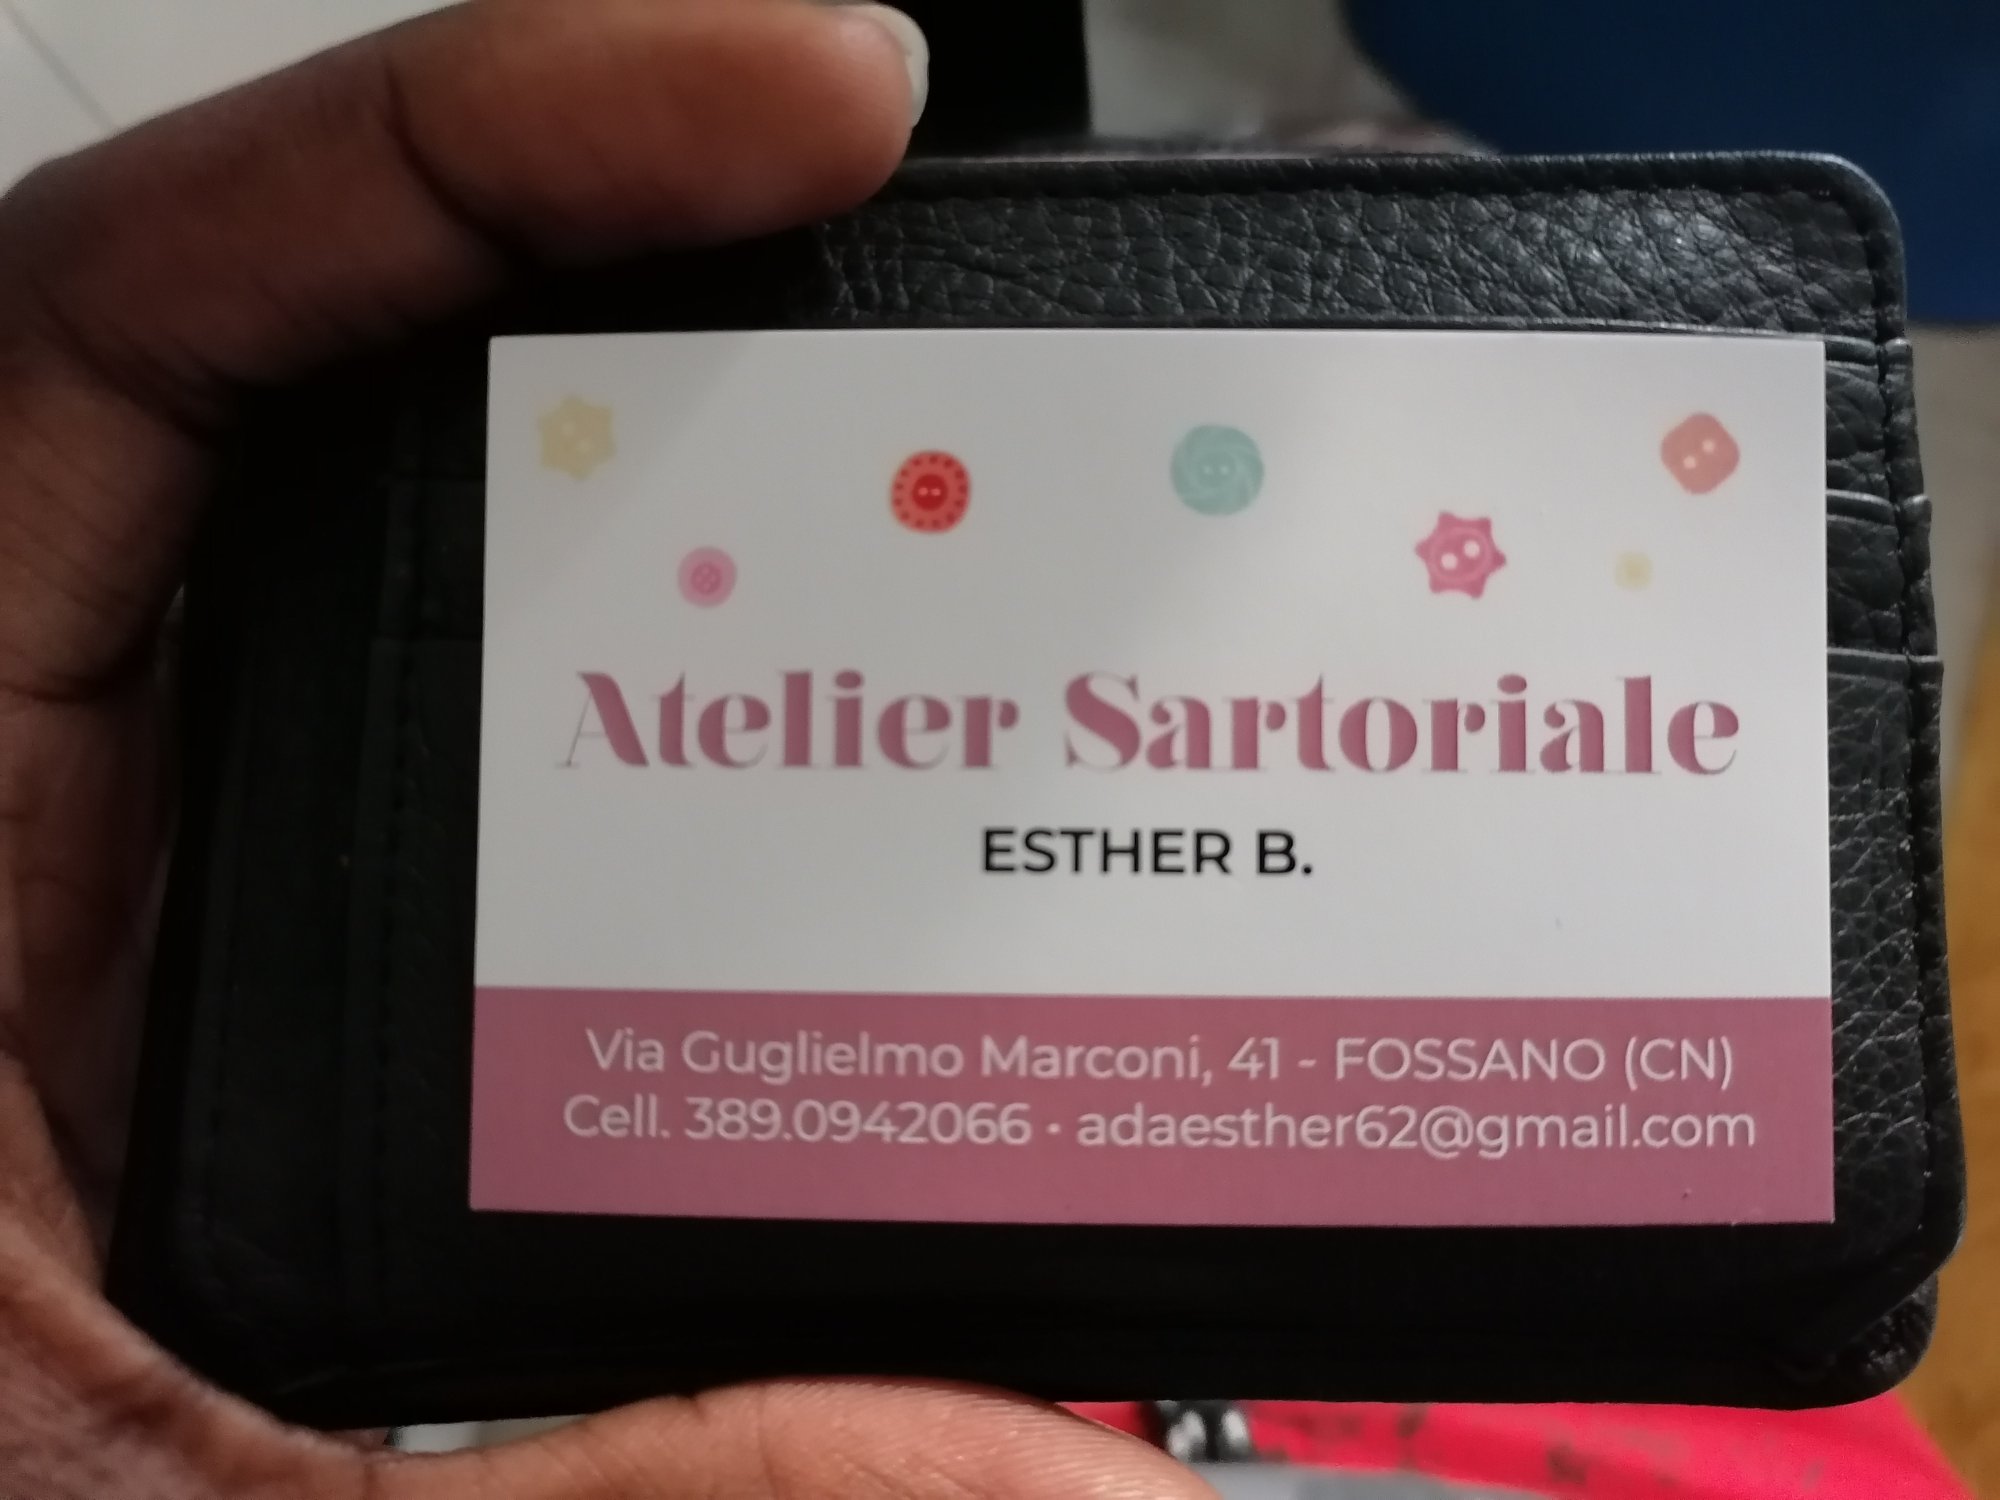 Atelier Sartoriale
ESTHER B.
Via Guglielmo Marconi, 41 - FOSSANO (CN)
Cell. 389.0942066 · adaesther62@gmail.com